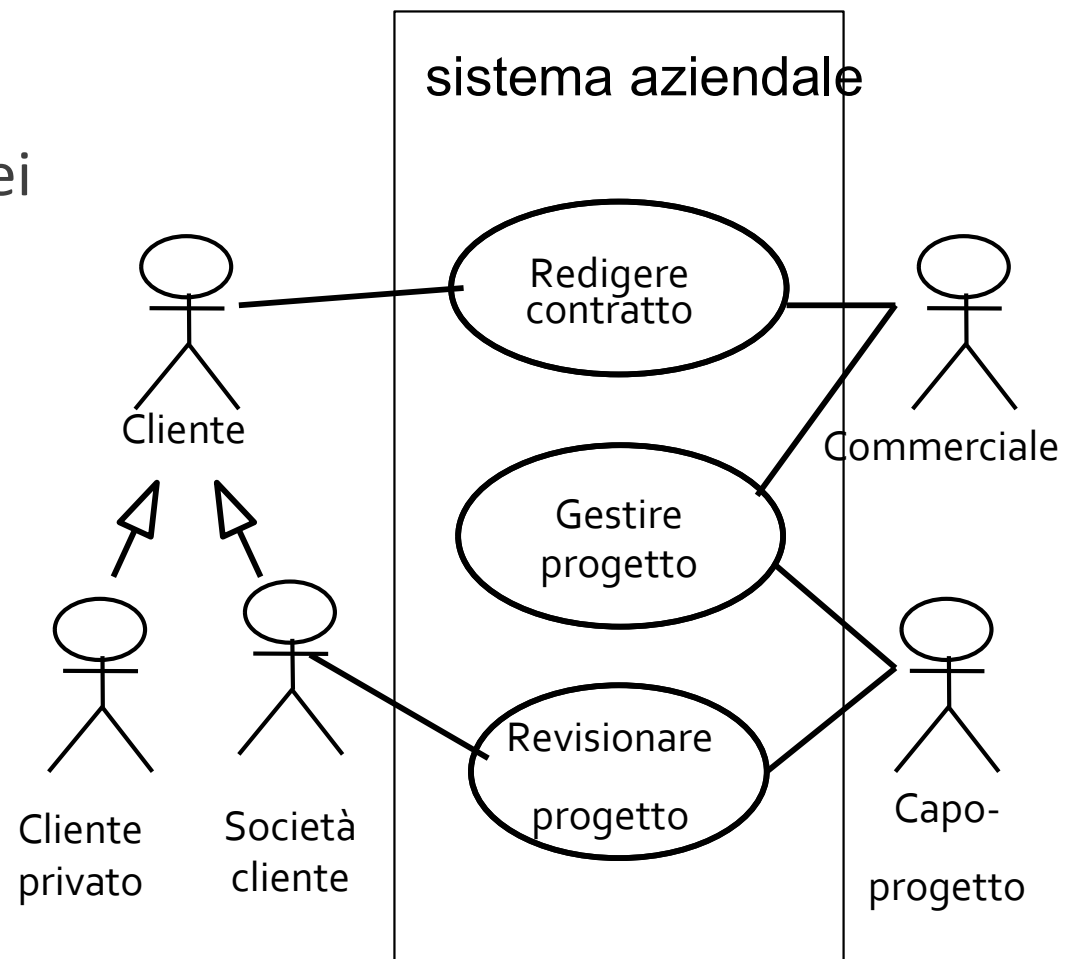 sistema aziendale
ei
Redigere
contratto
Cliente
Commerciale
Gestire
progetto
Revisionare
progetto
Cliente
privato
Società
cliente
Capo-
progetto